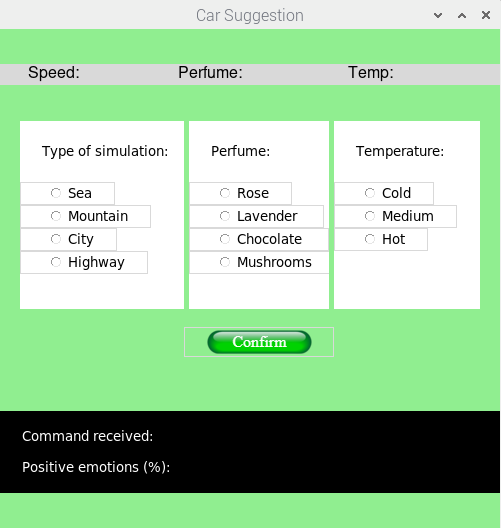 Car Suggestion
Speed: Perfume: Temp:
Type of simulation:
Sea
Mountain
City
Highway
Perfume:
Rose
Lavender
Chocolate
Mushrooms
Temperature:
Cold
Medium
Hot
Confirm
Command received:
Positive emotions (%):